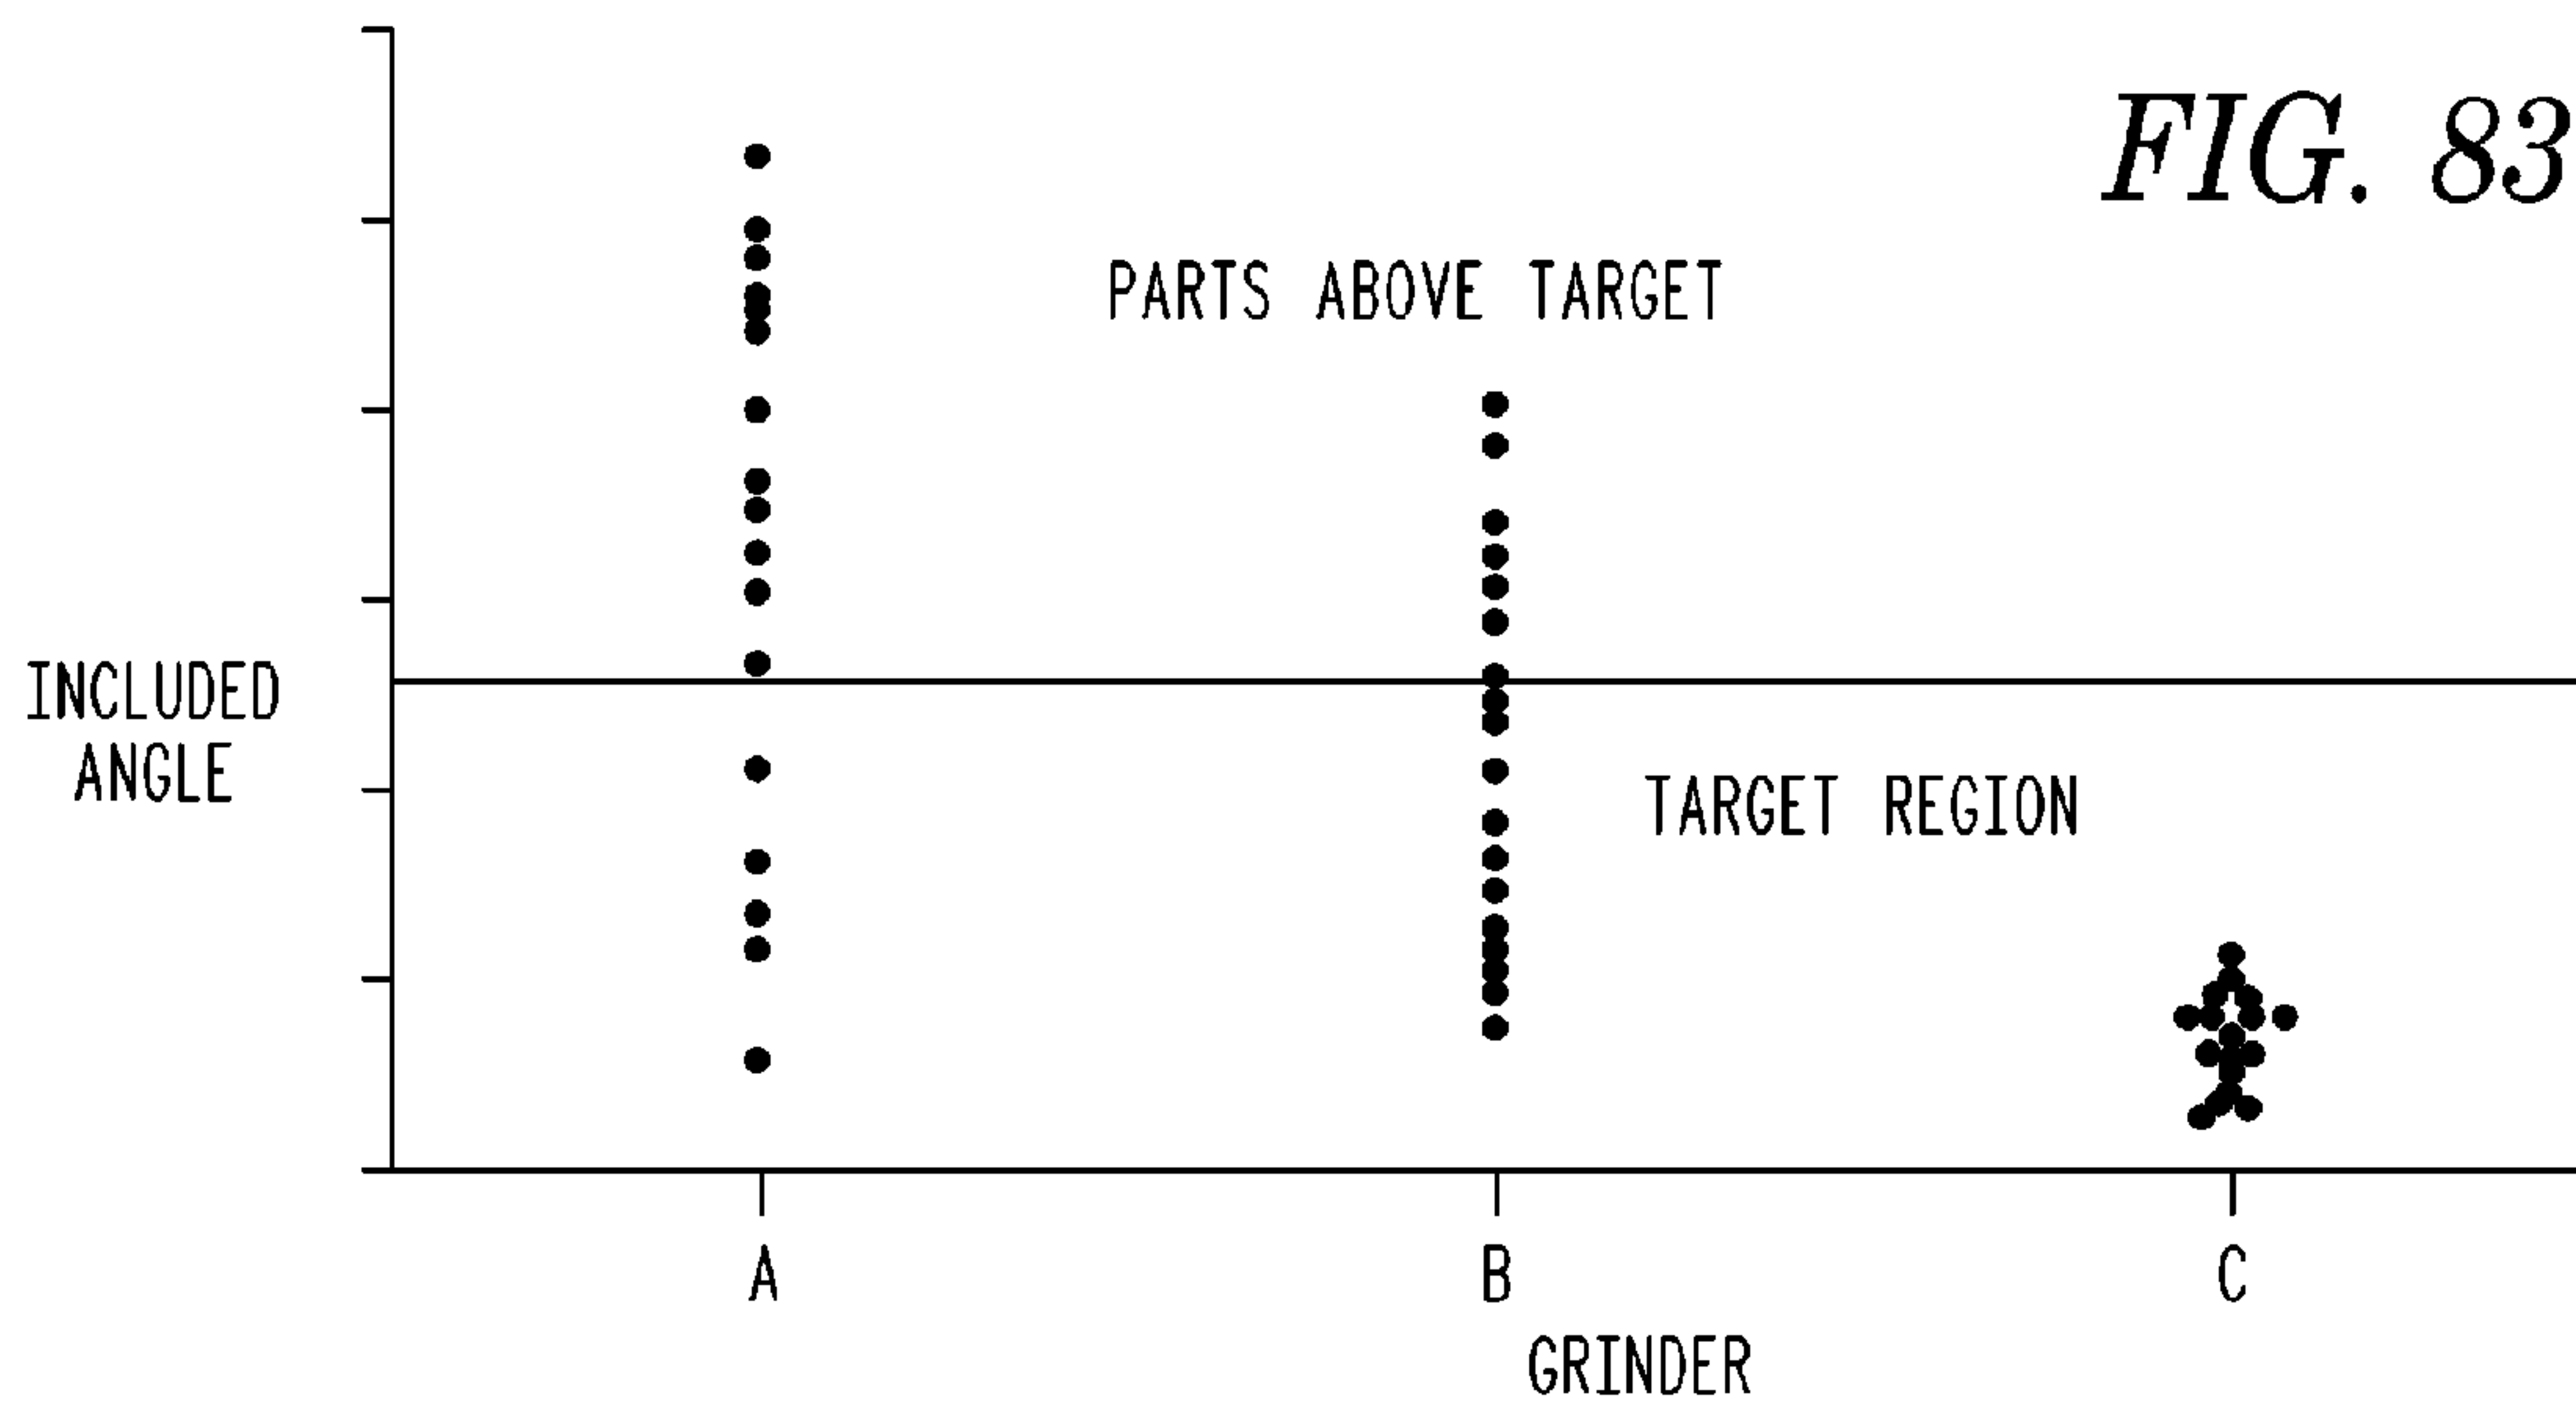 FIG. 83
PARTS ABOVE TARGET
INCLUDED
ANGLE
TARGET REGION
A
B
C
GRINDER